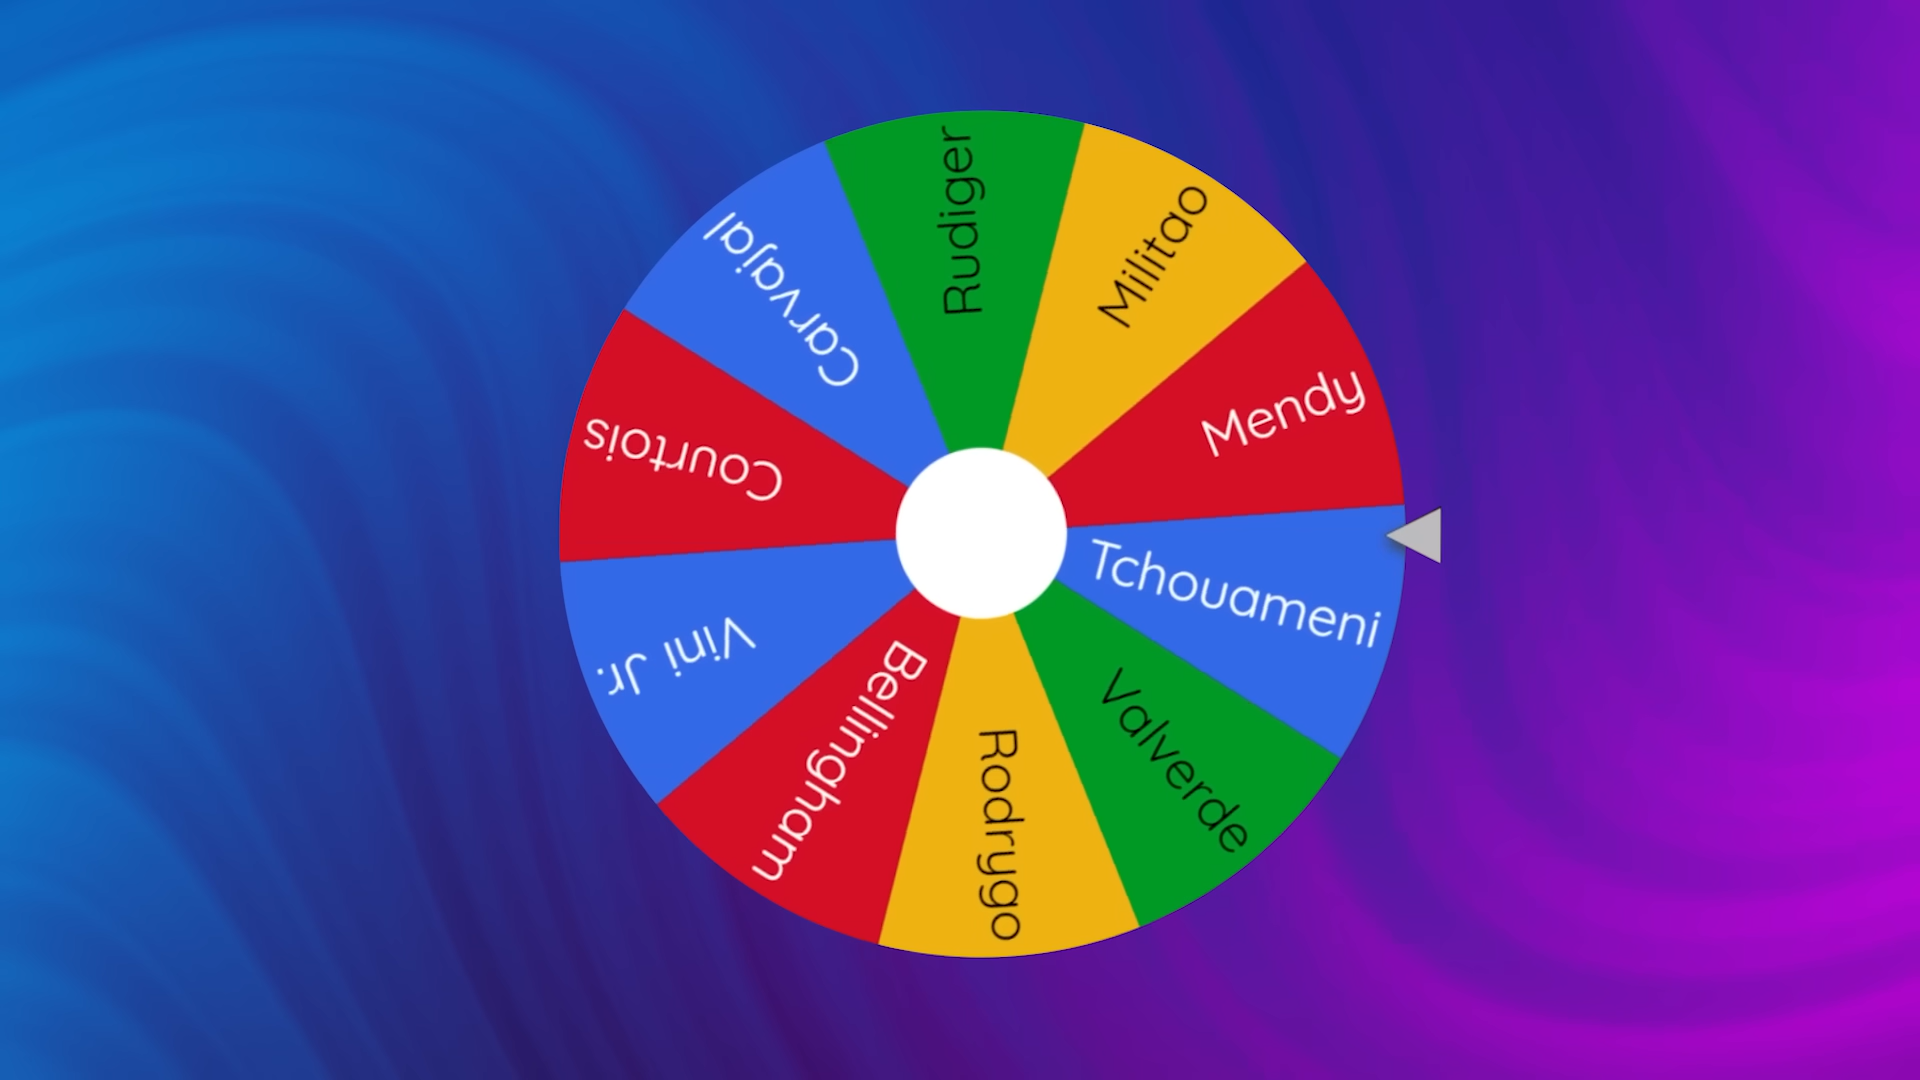 Rudiger
Militao
Mendy
Tchouameni
Valverde
Rodrygo
Bellingham
Vini Jr.
Courtois
Carvajal